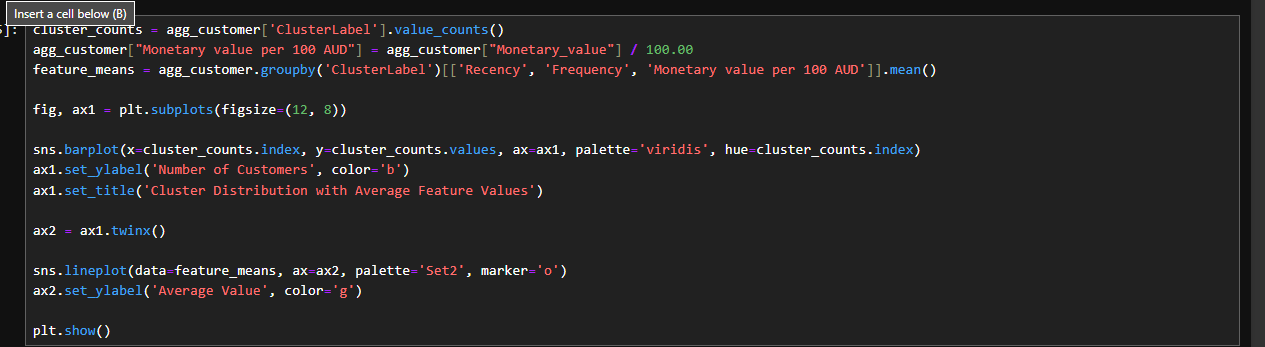 Insert a cell below (B)
]:
cluster_counts = agg_customer['ClusterLabel'].value_counts()
agg_customer["Monetary value per 100 AUD"] = agg_customer["Monetary_value"] / 100.00
feature_means = agg_customer.groupby('ClusterLabel')[['Recency', 'Frequency', 'Monetary value per 100 AUD']].mean()
fig, ax1 = plt.subplots(figsize=(12, 8))
sns.barplot(x=cluster_counts.index, y=cluster_counts.values, ax=ax1, palette='viridis', hue=cluster_counts.index)
ax1.set_ylabel('Number of Customers', color='b')
ax1.set_title('Cluster Distribution with Average Feature Values')
ax2 = ax1.twinx()
sns.lineplot(data=feature_means, ax=ax2, palette='Set2', marker='o')
ax2.set_ylabel('Average Value', color='g')
plt.show()